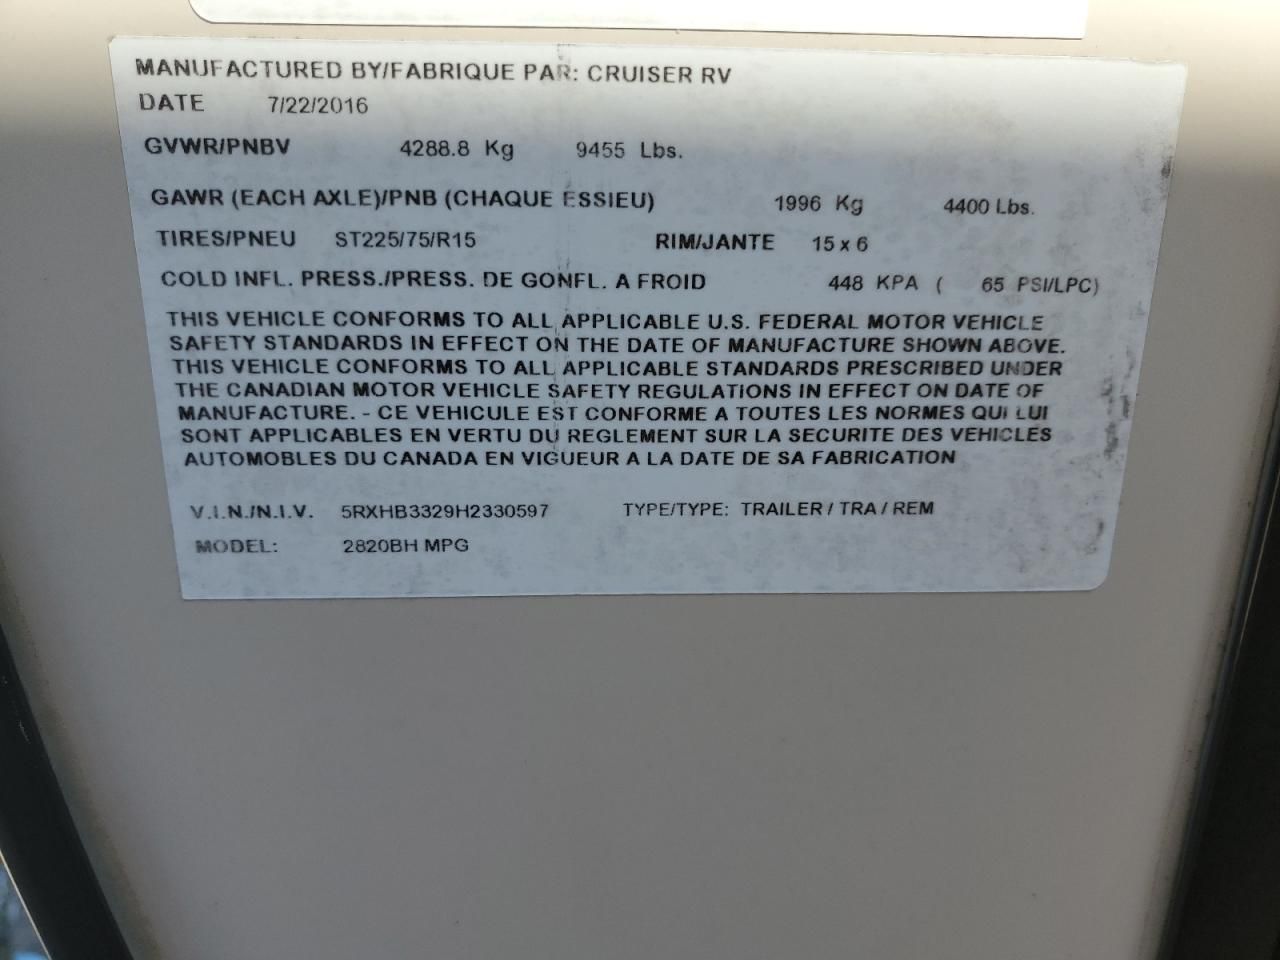 MANUFACTURED BY/FABRIQUE PAR: CRUISER RV
DATE 7/22/2016
GVWR/PNBV 4288.8 Kg 9455 Lbs.
GAWR (EACH AXLE)/PNB (CHAQUE ESSIEU) 1996 Kg 4400 Lbs.
TIRES/PNEU ST225/75/R15 RIM/JANTE 15 x 6
COLD INFL. PRESS./PRESS. DE GONFL. A FROID 448 KPA ( 65 PSI/LPC)
THIS VEHICLE CONFORMS TO ALL APPLICABLE U.S. FEDERAL MOTOR VEHICLE
SAFETY STANDARDS IN EFFECT ON THE DATE OF MANUFACTURE SHOWN ABOVE.
THIS VEHICLE CONFORMS TO ALL APPLICABLE STANDARDS PRESCRIBED UNDER
THE CANADIAN MOTOR VEHICLE SAFETY REGULATIONS IN EFFECT ON DATE OF
MANUFACTURE. - CE VEHICULE EST CONFORME A TOUTES LES NORMES QUI LUI
SONT APPLICABLES EN VERTU DU REGLEMENT SUR LA SECURITE DES VEHICLES
AUTOMOBLES DU CANADA EN VIGUEUR A LA DATE DE SA FABRICATION
V.I.N./N.I.V. 5RXHB3329H2330597 TYPE/TYPE: TRAILER / TRA / REM
MODEL: 2820BH MPG